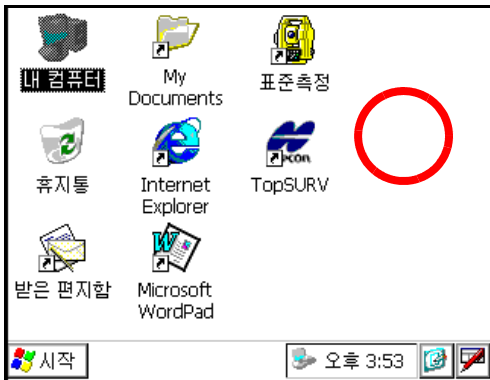 내 컴퓨터
My
Documents
표준측정
휴지통
Internet
Explorer
TopSURV
받은 편지함
Microsoft
WordPad
시작
오후 3:53